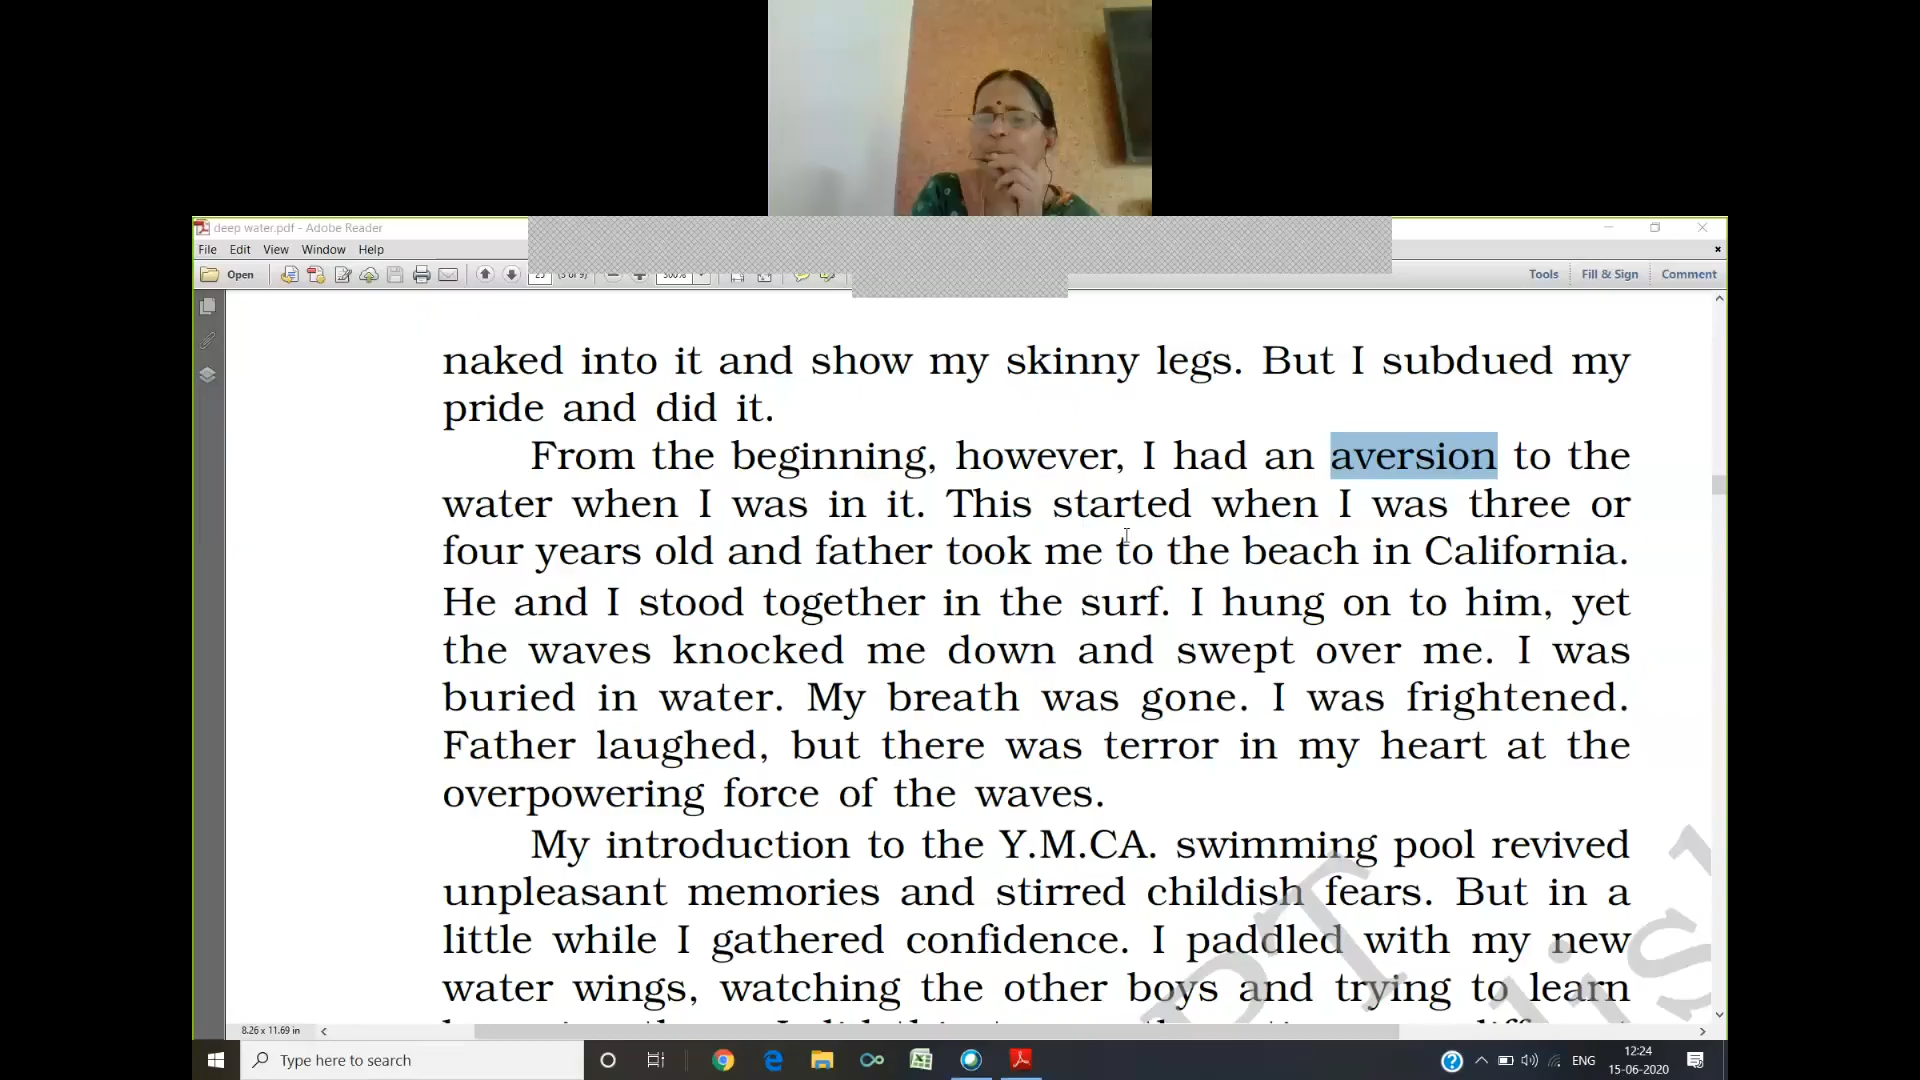 deep water.pdf - Adobe Reader
File Edit View Window Help
Open
Tools Fill & Sign Comment
naked into it and show my skinny legs. But I subdued my
pride and did it.
From the beginning, however, I had an aversion to the
water when I was in it. This started when I was three or
four years old and father took me to the beach in California.
He and I stood together in the surf. I hung on to him, yet
the waves knocked me down and swept over me. I was
buried in water. My breath was gone. I was frightened.
Father laughed, but there was terror in my heart at the
overpowering force of the waves.
My introduction to the Y.M.CA. swimming pool revived
unpleasant memories and stirred childish fears. But in a
little while I gathered confidence. I paddled with my new
water wings, watching the other boys and trying to learn
8.26 x 11.69 in
Type here to search
ENG
12:24
15-06-2020